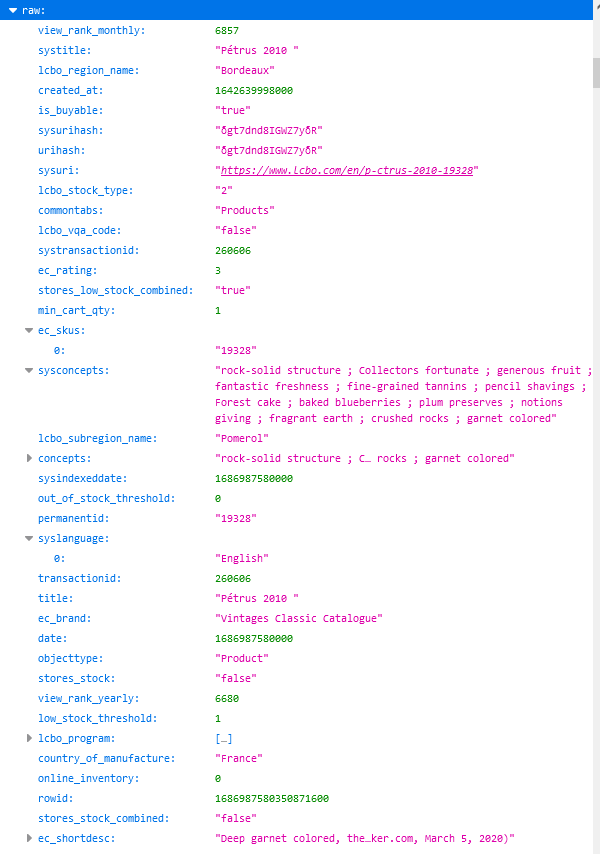 raw:
view_rank_monthly: 6857
systitle: "Pétrus 2010 "
lcbo_region_name: "Bordeaux"
created_at: 1642639998000
is_buyable: "true"
sysurihash: "ðgt7dnd8IGWZ7yðR"
urihash: "ðgt7dnd8IGWZ7yðR"
sysuri: "https://www.lcbo.com/en/p-ctrus-2010-19328"
lcbo_stock_type: "2"
commontabs: "Products"
lcbo_vqa_code: "false"
systransactionid: 260606
ec_rating: 3
stores_low_stock_combined: "true"
min_cart_qty: 1
ec_skus:
0: "19328"
sysconcepts: "rock-solid structure ; Collectors fortunate ; generous fruit ;
fantastic freshness ; fine-grained tannins ; pencil shavings ;
Forest cake ; baked blueberries ; plum preserves ; notions
giving ; fragrant earth ; crushed rocks ; garnet colored"
lcbo_subregion_name: "Pomerol"
concepts: "rock-solid structure ; C… rocks ; garnet colored"
sysindexeddate: 1686987580000
out_of_stock_threshold: 0
permanentid: "19328"
syslanguage:
0: "English"
transactionid: 260606
title: "Pétrus 2010 "
ec_brand: "Vintages Classic Catalogue"
date: 1686987580000
objecttype: "Product"
stores_stock: "false"
view_rank_yearly: 6680
low_stock_threshold: 1
lcbo_program: […]
country_of_manufacture: "France"
online_inventory: 0
rowid: 1686987580350871600
stores_stock_combined: "false"
ec_shortdesc: "Deep garnet colored, the…ker.com, March 5, 2020)"